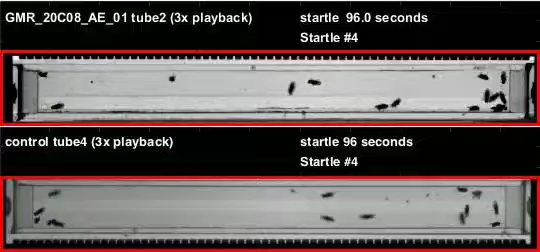 GMR_20C08_AE_01 tube2 (3x playback) startle 96.0 seconds
Startle #4
control tube4 (3x playback) startle 96 seconds
Startle #4